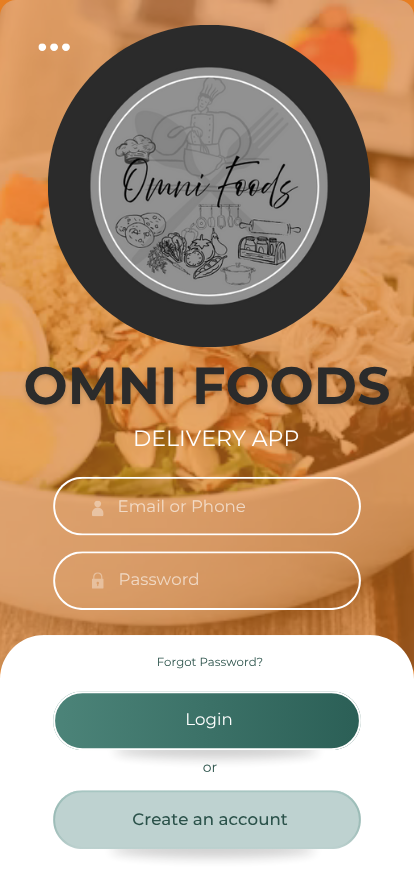 Omni Foods
OMNI FOODS
DELIVERY APP
Email or Phone
Password
Forgot Password?
Login
or
Create an account